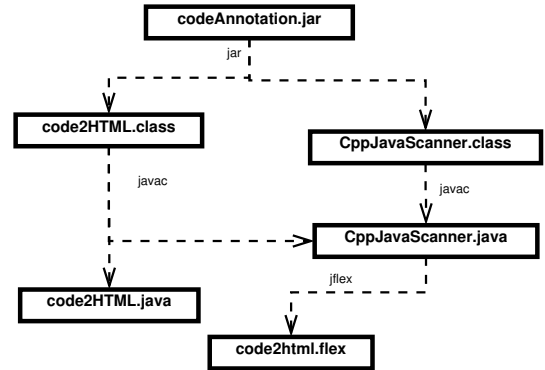 codeAnnotation.jar
jar
code2HTML.class
CppJavaScanner.class
javac
javac
CppJavaScanner.java
code2HTML.java
jflex
code2html.flex